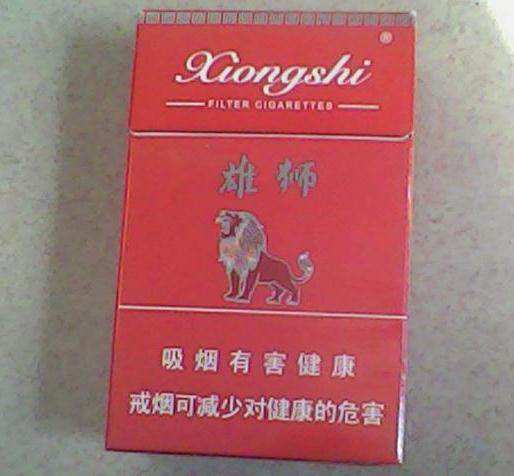 ®
Xiongshi
FILTER CIGARETTES
雄狮
吸烟有害健康
戒烟可减少对健康的危害